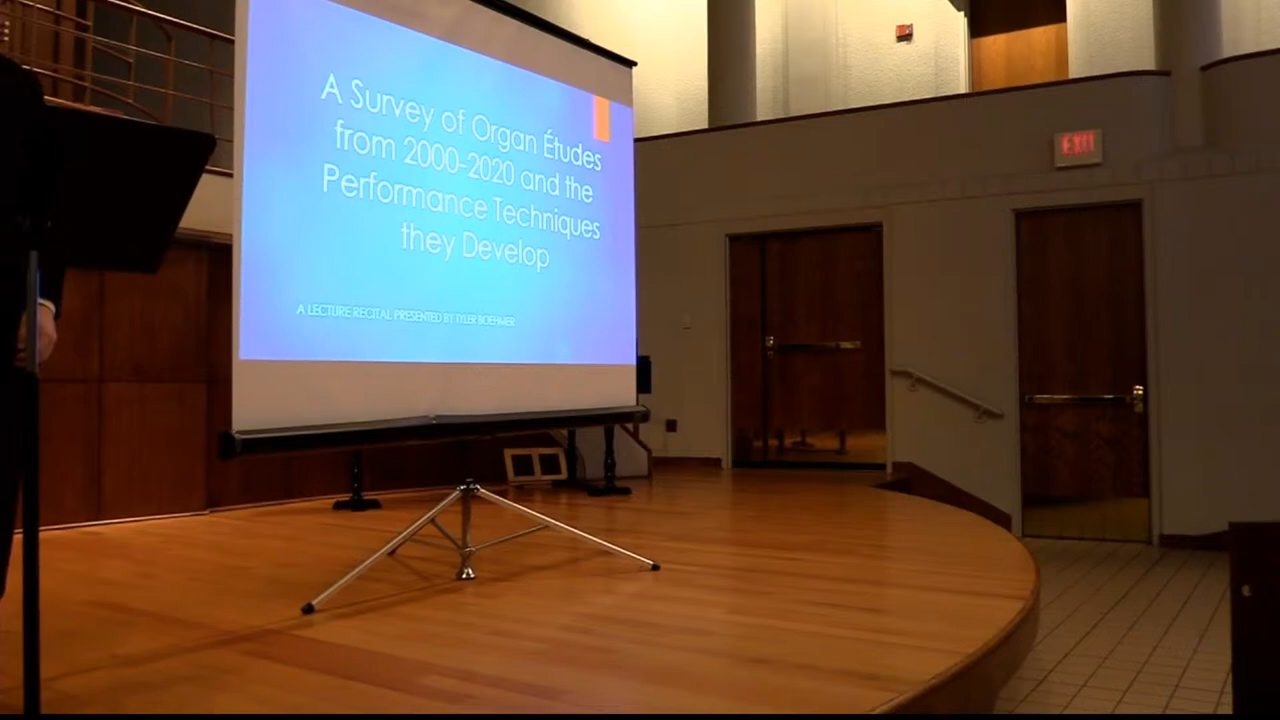 A Survey of Organ Études
from 2000-2020 and the
Performance Techniques
they Develop
A LECTURE RECITAL PRESENTED BY TYLER BOEHMER
EXIT